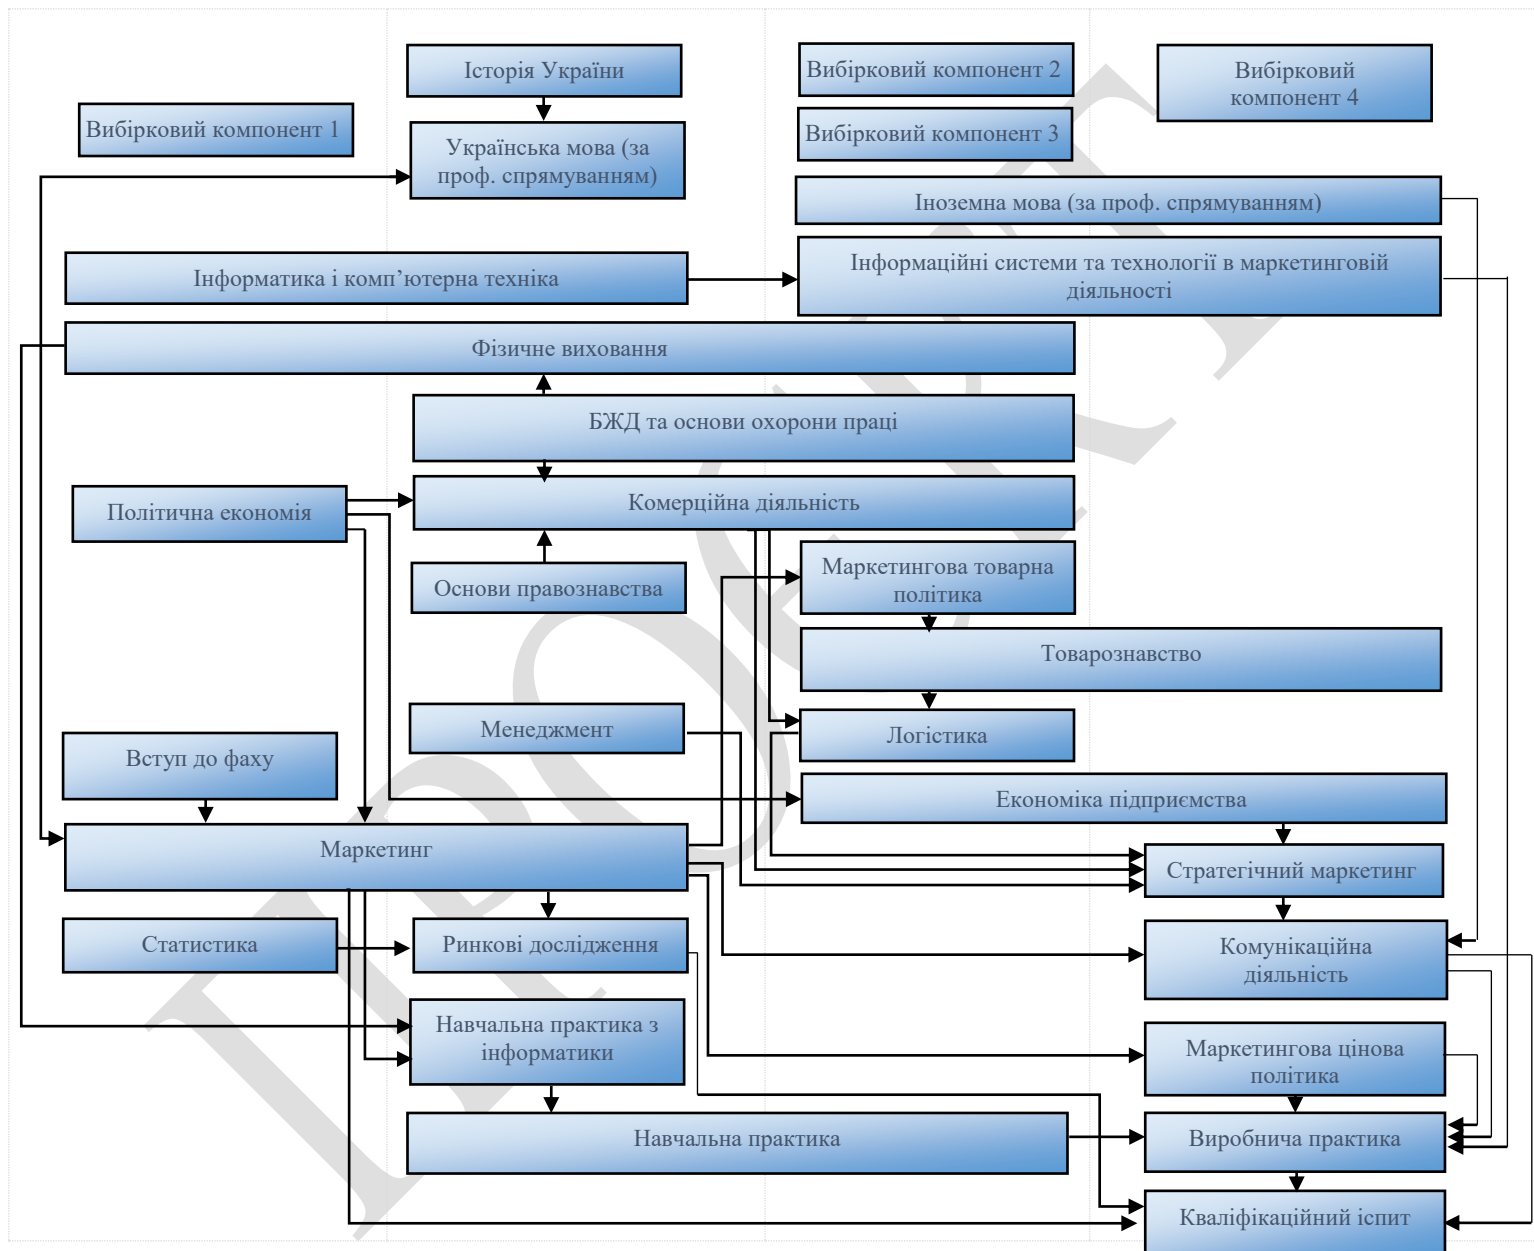 Історія України
Вибірковий компонент 2
Вибірковий
компонент 4
Вибірковий компонент 1
Вибірковий компонент 3
Українська мова (за
проф. спрямуванням)
Іноземна мова (за проф. спрямуванням)
Інформатика і комп’ютерна техніка
Інформаційні системи та технології в маркетинговій
діяльності
Фізичне виховання
БЖД та основи охорони праці
Політична економія
Комерційна діяльність
Основи правознавства
Маркетингова товарна
політика
Товарознавство
Менеджмент
Логістика
Вступ до фаху
Економіка підприємства
Маркетинг
Стратегічний маркетинг
Статистика
Ринкові дослідження
Комунікаційна
діяльність
Навчальна практика з
інформатики
Маркетингова цінова
політика
Навчальна практика
Виробнича практика
Кваліфікаційний іспит
ПРОЄКТ